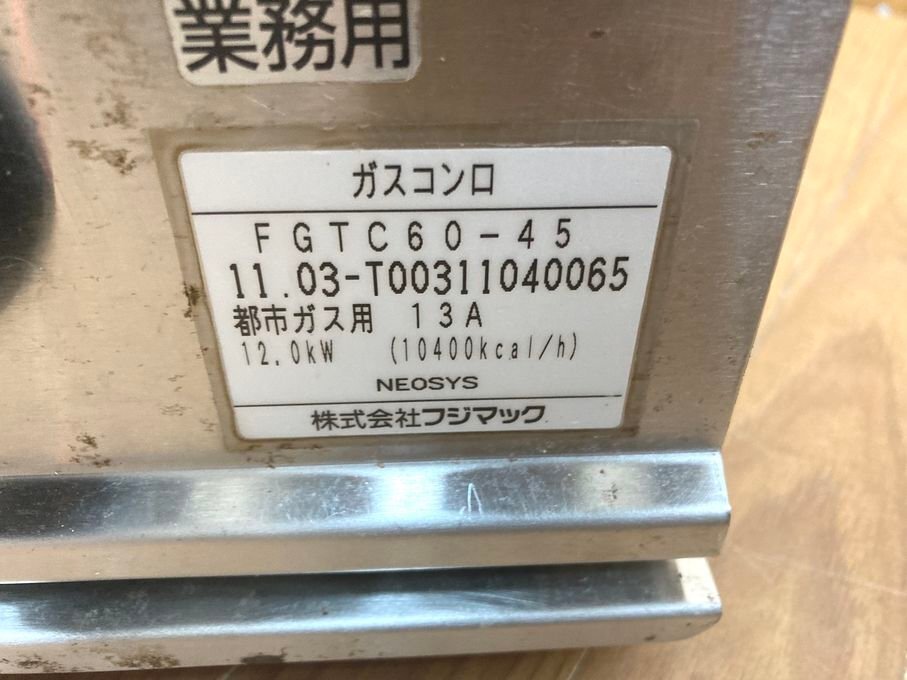 業務用
ガスコンロ
FGTC60-45
11.03-T00311040065
都市ガス用 13A
12.0kW (10400kcal/h)
NEOSYS
株式会社フジマック